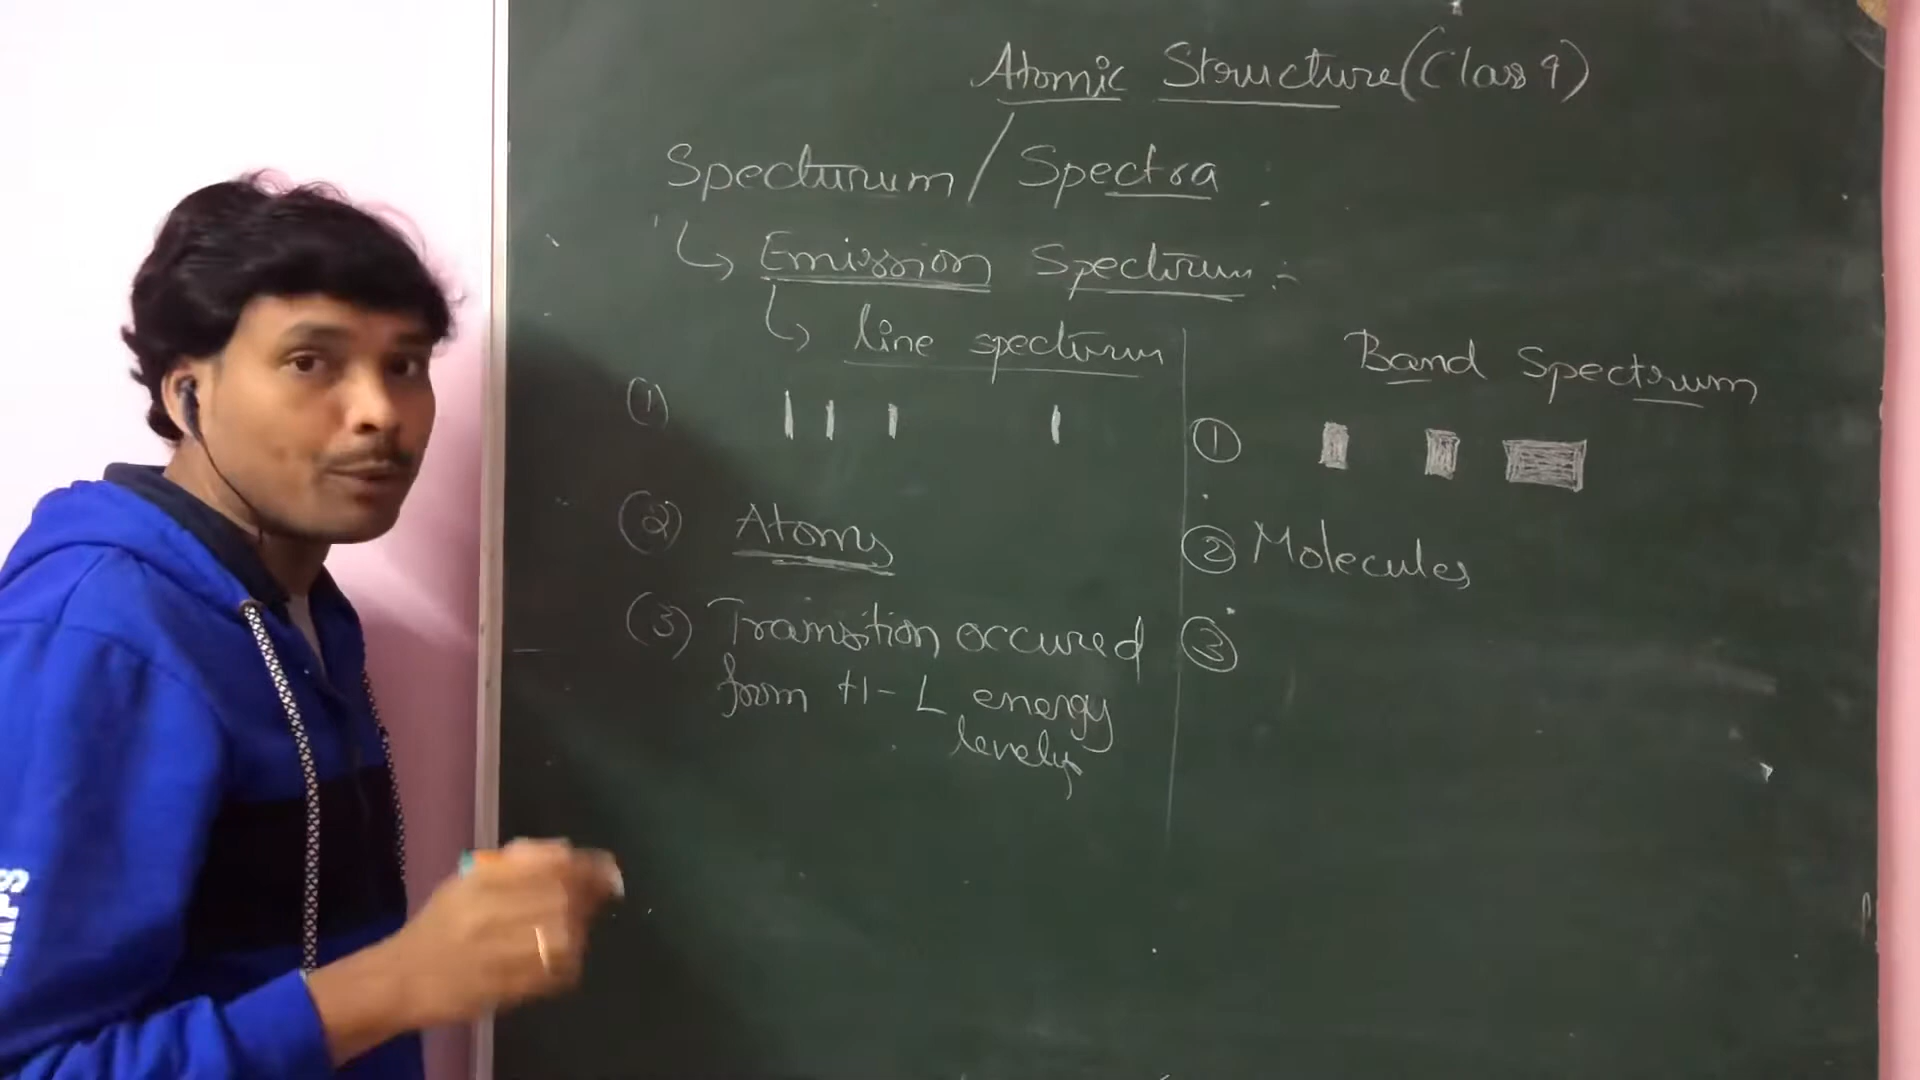 Atomic Structure (Class 9)
Spectrum / Spectra
Emission Spectrum :-
line spectrum
Band Spectrum
(1)
①
(2) Atoms
② Molecules
(3) Transition occured
from H-L energy
levels
③